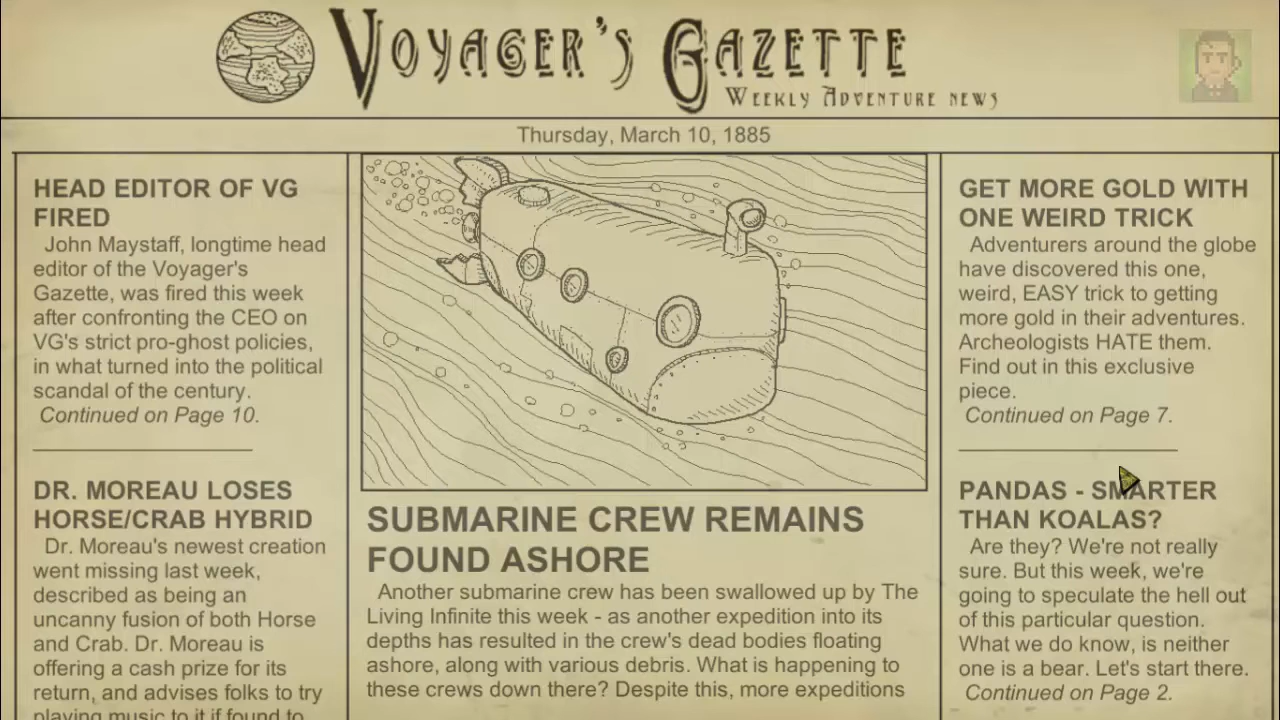 VOYAGER'S GAZETTE
WEEKLY ADVENTURE NEWS
Thursday, March 10, 1885
HEAD EDITOR OF VG
FIRED
John Maystaff, longtime head
editor of the Voyager's
Gazette, was fired this week
after confronting the CEO on
VG's strict pro-ghost policies,
in what turned into the political
scandal of the century.
Continued on Page 10.
DR. MOREAU LOSES
HORSE/CRAB HYBRID
Dr. Moreau's newest creation
went missing last week,
described as being an
uncanny fusion of both Horse
and Crab. Dr. Moreau is
offering a cash prize for its
return, and advises folks to try
playing music to it if found to
SUBMARINE CREW REMAINS
FOUND ASHORE
Another submarine crew has been swallowed up by The
Living Infinite this week - as another expedition into its
depths has resulted in the crew's dead bodies floating
ashore, along with various debris. What is happening to
these crews down there? Despite this, more expeditions
GET MORE GOLD WITH
ONE WEIRD TRICK
Adventurers around the globe
have discovered this one,
weird, EASY trick to getting
more gold in their adventures.
Archeologists HATE them.
Find out in this exclusive
piece.
Continued on Page 7.
PANDAS - SMARTER
THAN KOALAS?
Are they? We're not really
sure. But this week, we're
going to speculate the hell out
of this particular question.
What we do know, is neither
one is a bear. Let's start there.
Continued on Page 2.